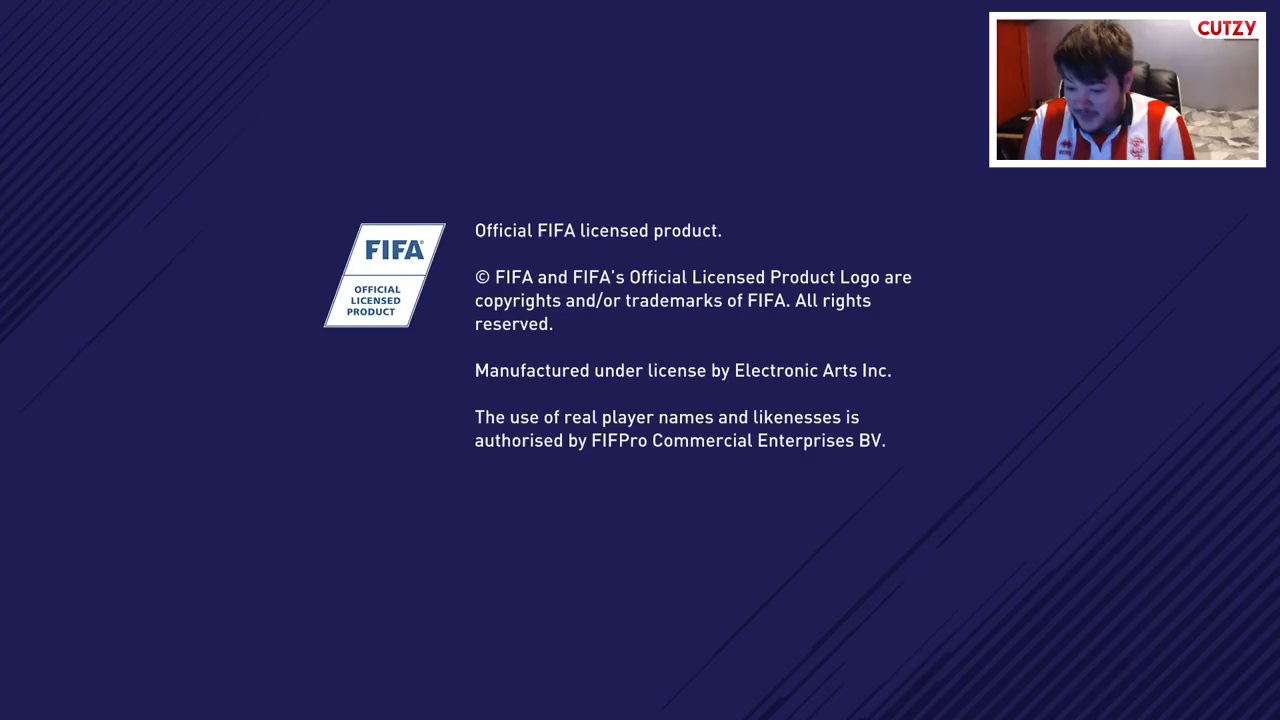 CUTZY
FIFA
OFFICIAL
LICENSED
PRODUCT
Official FIFA licensed product.
© FIFA and FIFA's Official Licensed Product Logo are
copyrights and/or trademarks of FIFA. All rights
reserved.
Manufactured under license by Electronic Arts Inc.
The use of real player names and likenesses is
authorised by FIFPro Commercial Enterprises BV.